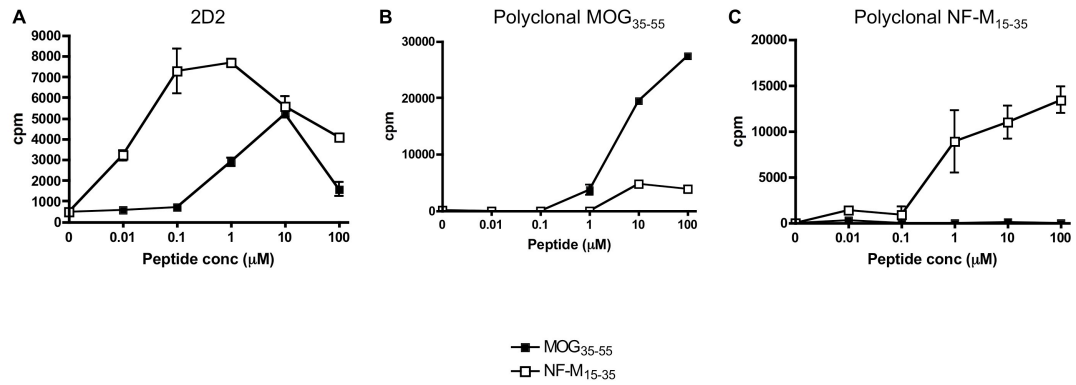 A
2D2
9000
8000
7000
6000
5000
4000
3000
2000
1000
0
cpm
0 0.01 0.1 1 10 100
Peptide conc (μM)
B
Polyclonal MOG35-55
30000
20000
10000
0
cpm
0 0.01 0.1 1 10 100
Peptide (μM)
C
Polyclonal NF-M15-35
20000
15000
10000
5000
0
cpm
0 0.01 0.1 1 10 100
Peptide conc (μM)
MOG35-55
NF-M15-35